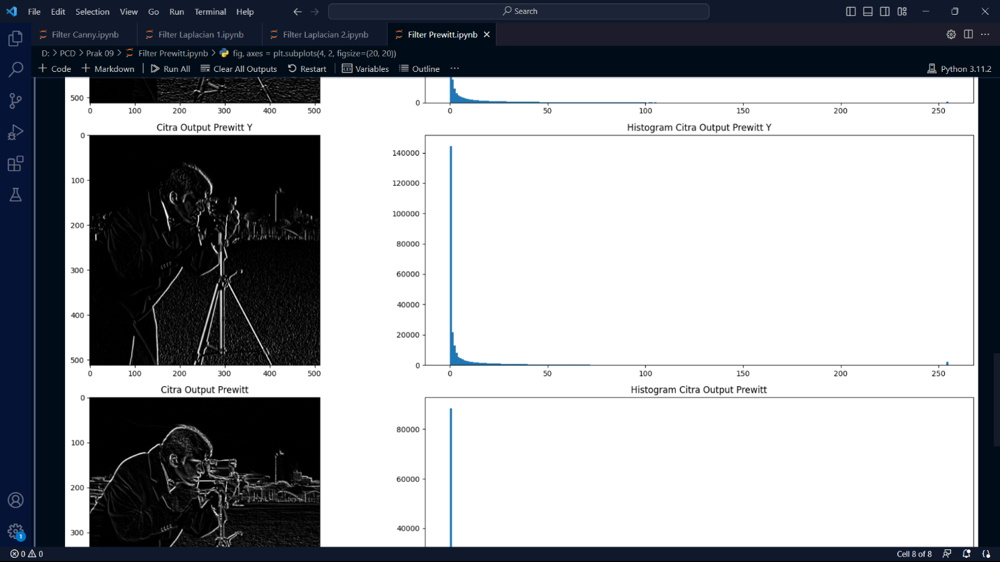 File Edit Selection View Go Run Terminal Help Search
Filter Canny.ipynb Filter Laplacian 1.ipynb Filter Laplacian 2.ipynb Filter Prewitt.ipynb
D: > PCD > Prak 09 > Filter Prewitt.ipynb > fig, axes = plt.subplots(4, 2, figsize=(20, 20))
+ Code + Markdown Run All Clear All Outputs Restart Variables Outline ... Python 3.11.2
500
0 100 200 300 400 500
0
0 50 100 150 200 250
Citra Output Prewitt Y
0
100
200
300
400
500
0 100 200 300 400 500
Histogram Citra Output Prewitt Y
140000
120000
100000
80000
60000
40000
20000
0
0 50 100 150 200 250
Citra Output Prewitt
0
100
200
300
Histogram Citra Output Prewitt
80000
60000
40000
1
0 0 Cell 8 of 8